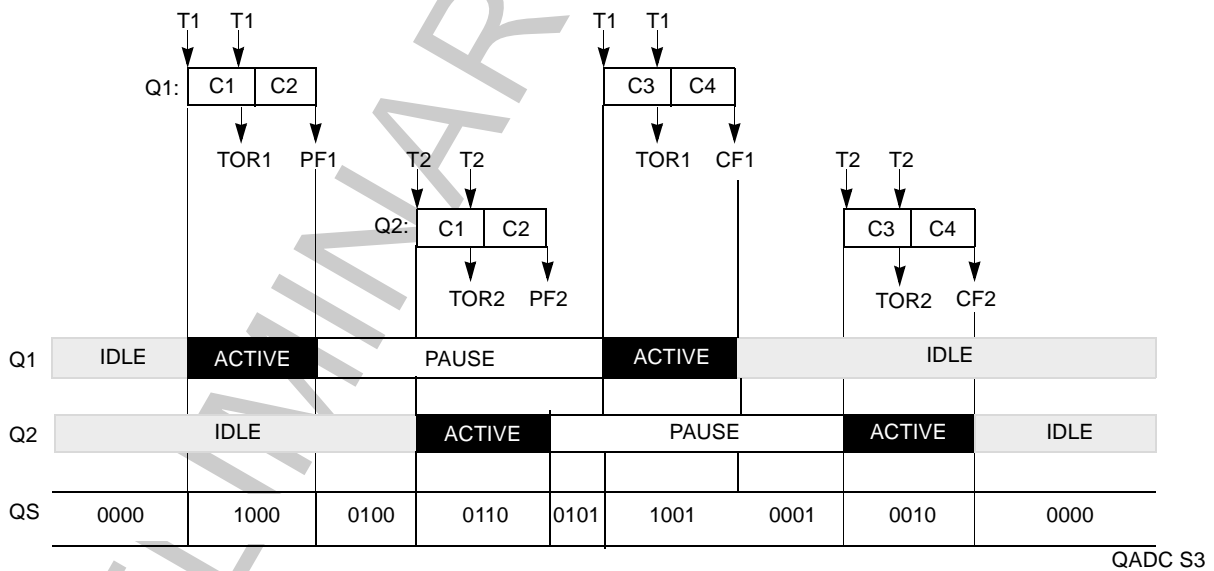 T1 T1 T1 T1
Q1: C1 C2 C3 C4
TOR1 PF1 TOR1 CF1
T2 T2 T2 T2
Q2: C1 C2 C3 C4
TOR2 PF2 TOR2 CF2
Q1 IDLE ACTIVE PAUSE ACTIVE IDLE
Q2 IDLE ACTIVE PAUSE ACTIVE IDLE
QS 0000 1000 0100 0110 0101 1001 0001 0010 0000
QADC S3
LIMINAR